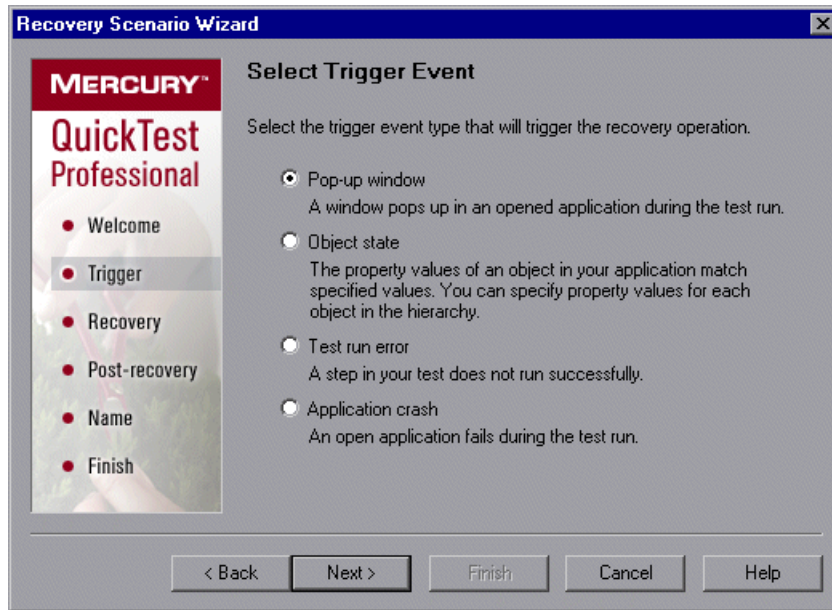 Recovery Scenario Wizard
MERCURY™
QuickTest
Professional
Welcome
Trigger
Recovery
Post-recovery
Name
Finish
Select Trigger Event
Select the trigger event type that will trigger the recovery operation.
Pop-up window
A window pops up in an opened application during the test run.
Object state
The property values of an object in your application match
specified values. You can specify property values for each
object in the hierarchy.
Test run error
A step in your test does not run successfully.
Application crash
An open application fails during the test run.
< Back
Next >
Finish
Cancel
Help